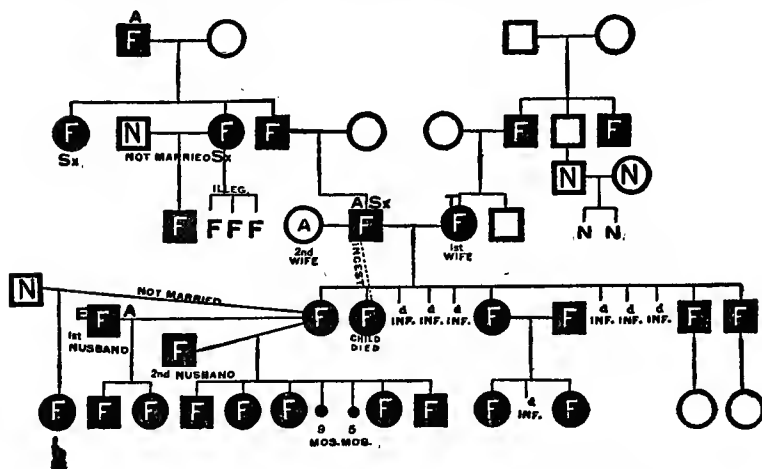 A
F
F N F F F F
Sx. NOT MARRIED Sx
N N
ILLEG.
A Sx
F F F F A F F N N
2nd WIFE
1st WIFE
INCEST
N NOT MARRIED
F F d d d F F d d d F F
INF. INF. INF. INF. INF. INF.
CHILD DIED
E F A
1st HUSBAND
F
2nd HUSBAND
F F F F F F 9 5 F F F d F
MOS. MOS. INF.